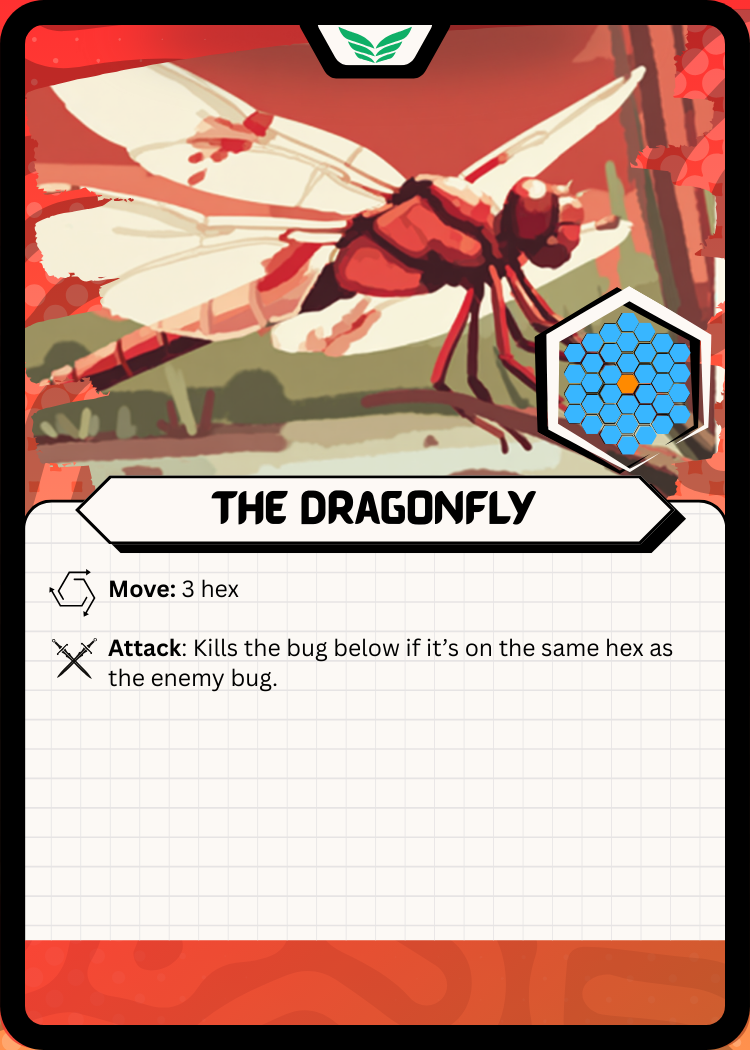 THE DRAGONFLY
Move: 3 hex
Attack: Kills the bug below if it’s on the same hex as
the enemy bug.